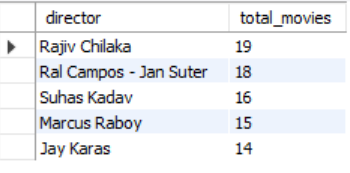 director total_movies
Rajiv Chilaka 19
Ral Campos - Jan Suter 18
Suhas Kadav 16
Marcus Raboy 15
Jay Karas 14